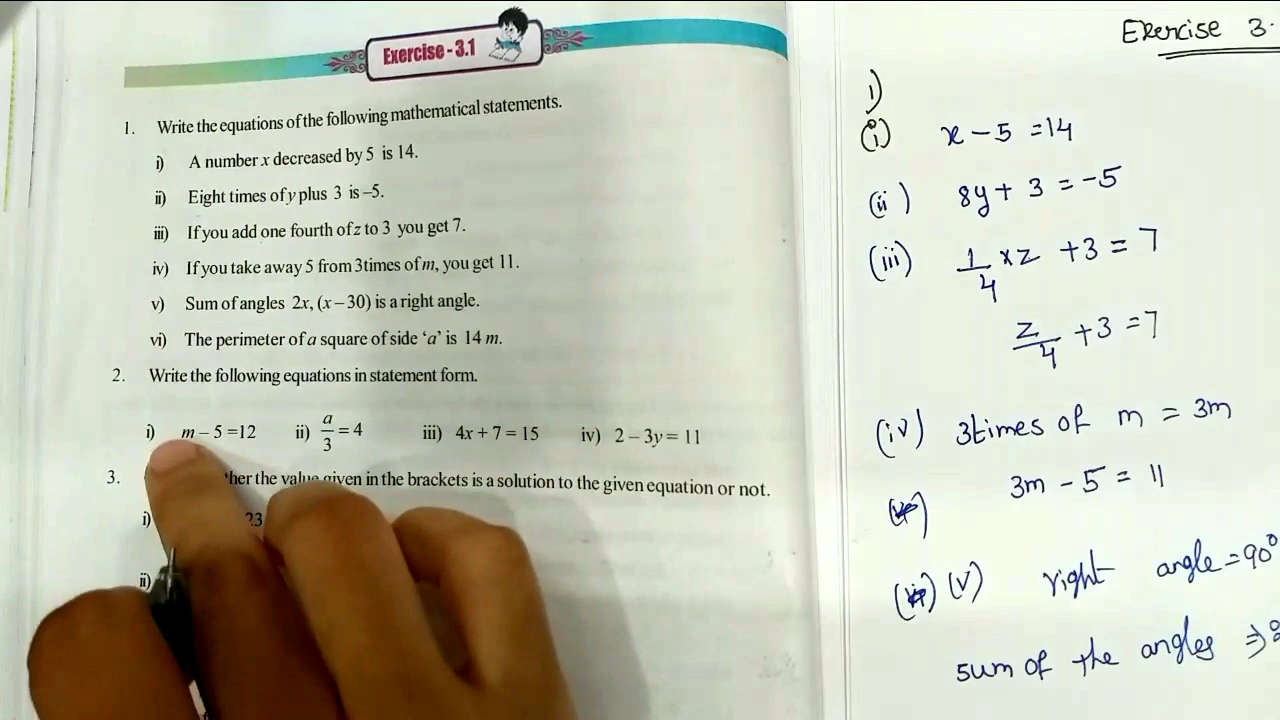 Exercise - 3.1
1. Write the equations of the following mathematical statements.
i) A number x decreased by 5 is 14.
ii) Eight times of y plus 3 is –5.
iii) If you add one fourth of z to 3 you get 7.
iv) If you take away 5 from 3times of m, you get 11.
v) Sum of angles 2x, (x – 30) is a right angle.
vi) The perimeter of a square of side ‘a’ is 14 m.
2. Write the following equations in statement form.
i) m – 5 =12 ii) a/3 = 4 iii) 4x + 7 = 15 iv) 2 – 3y = 11
3. the value given in the brackets is a solution to the given equation or not.
i) 23
ii)
Exercise 3.
1)
(i) x - 5 = 14
(ii) 8y + 3 = -5
(iii) 1/4 × z + 3 = 7
z/4 + 3 = 7
(iv) 3times of m = 3m
3m - 5 = 11
(v) right angle = 90°
sum of the angles ⇒